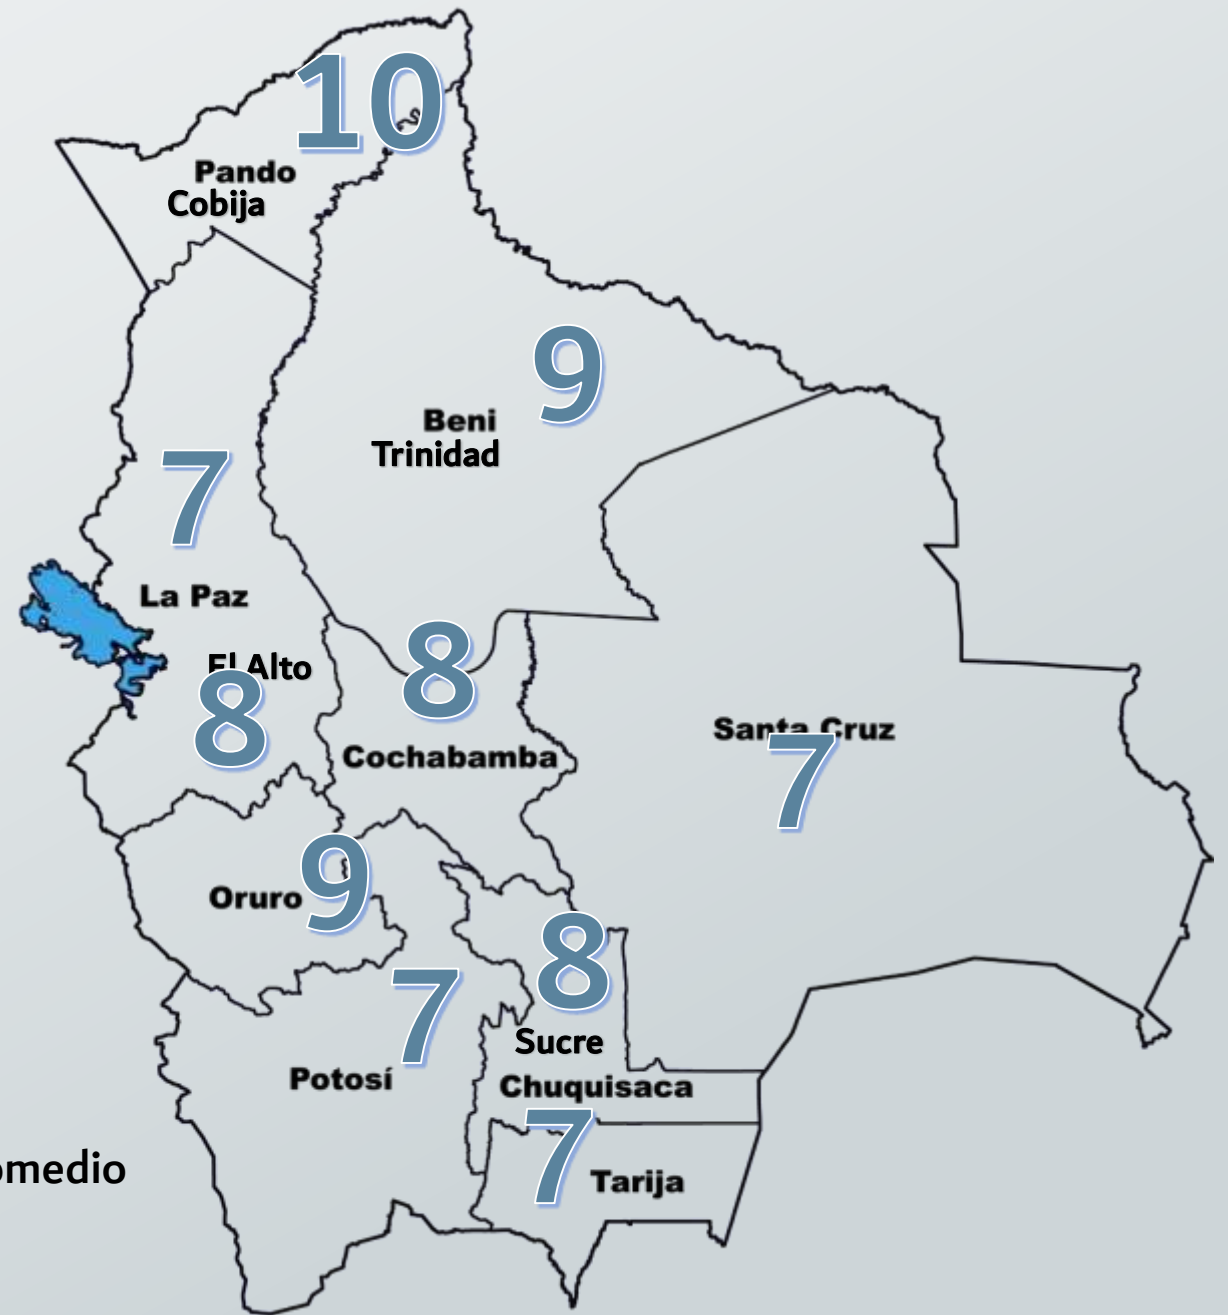 10
Pando
Cobija
9
Beni
Trinidad
7
La Paz
El Alto
8
8
Cochabamba
Santa Cruz
7
9
Oruro
8
7
Sucre
Potosí
Chuquisaca
7
Tarija